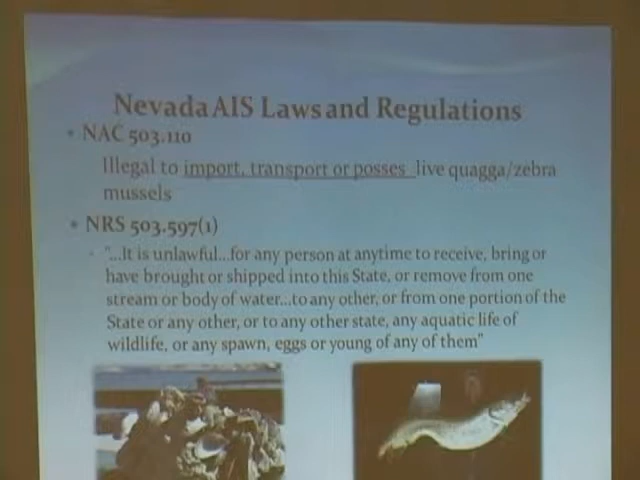 Nevada AIS Laws and Regulations
• NAC 503.110
Illegal to import, transport or posses live quagga/zebra
mussels
• NRS 503.597(1)
"...It is unlawful...for any person at anytime to receive, bring or
have brought or shipped into this State, or remove from one
stream or body of water...to any other, or from one portion of the
State or any other, or to any other state, any aquatic life of
wildlife, or any spawn, eggs or young of any of them"